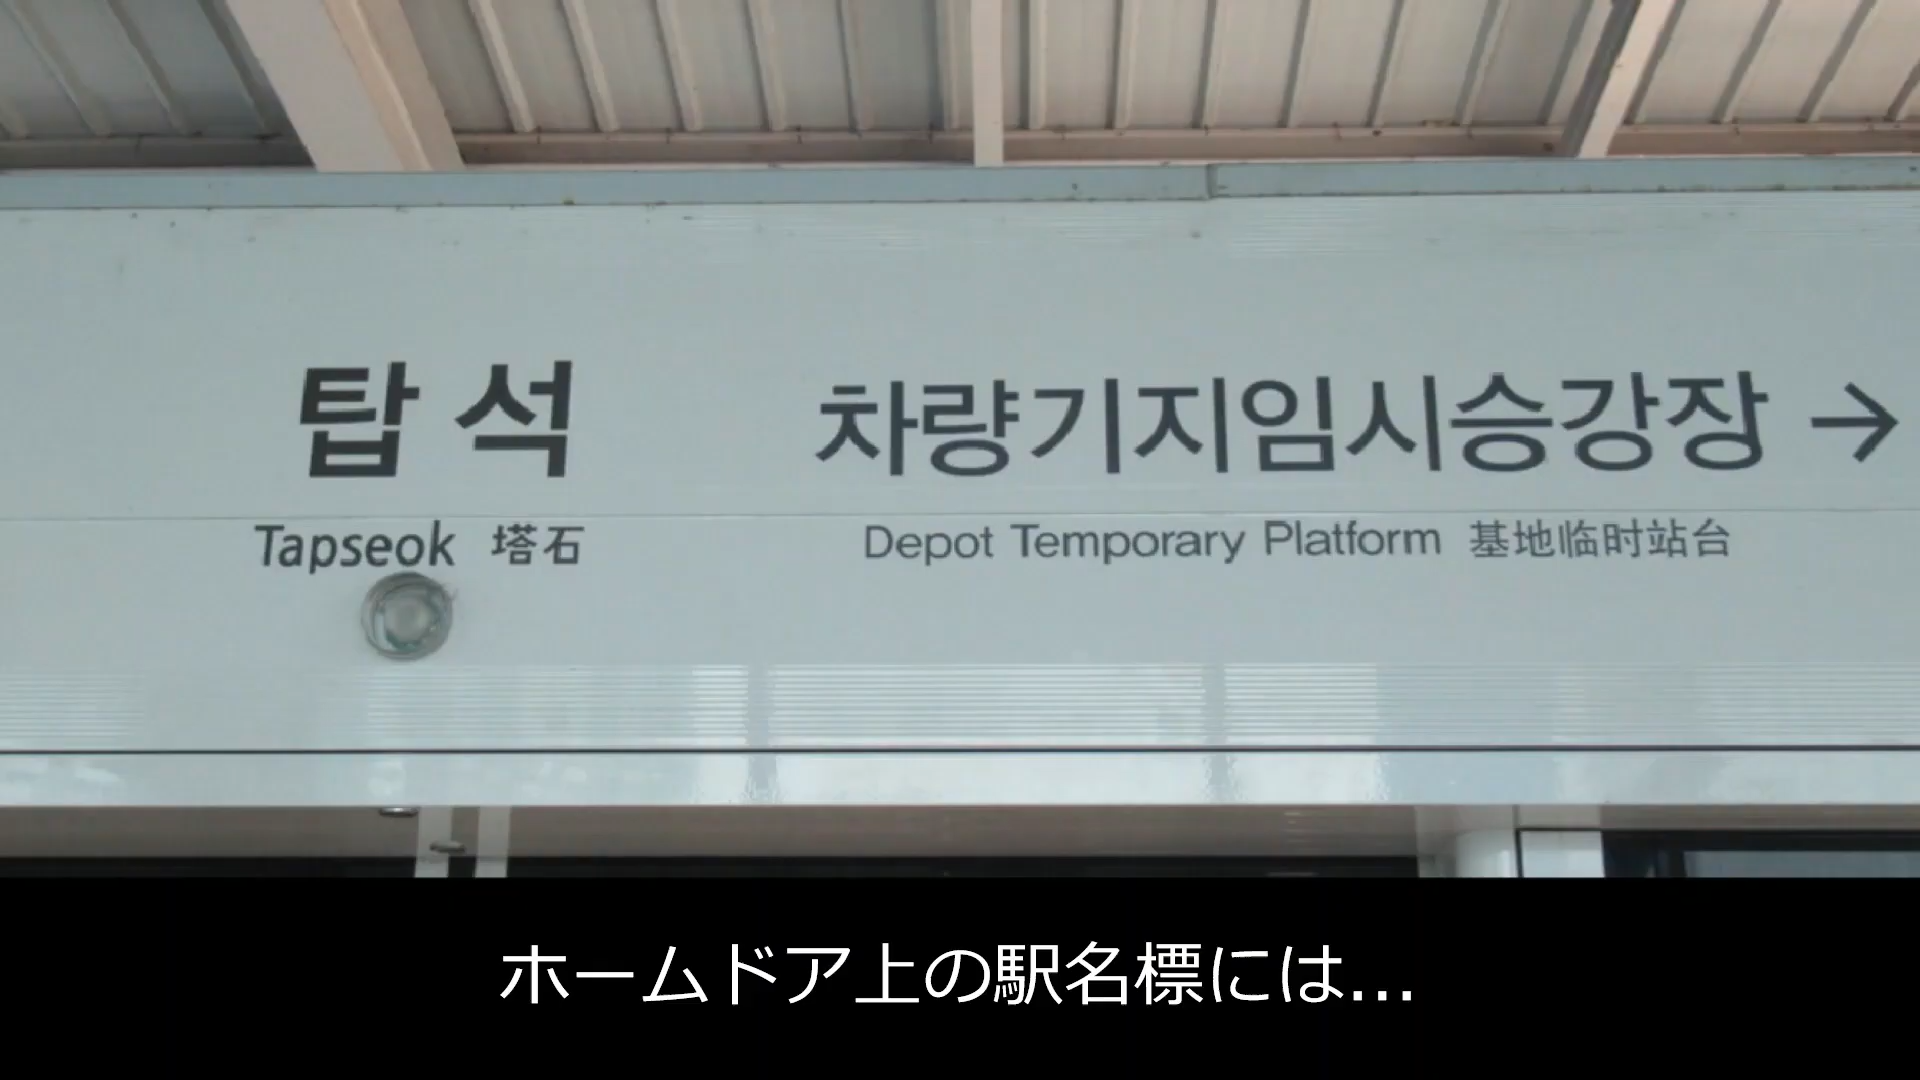 탑석
차량기지임시승강장 →
Tapseok 塔石
Depot Temporary Platform 基地临时站台
ホームドア上の駅名標には…